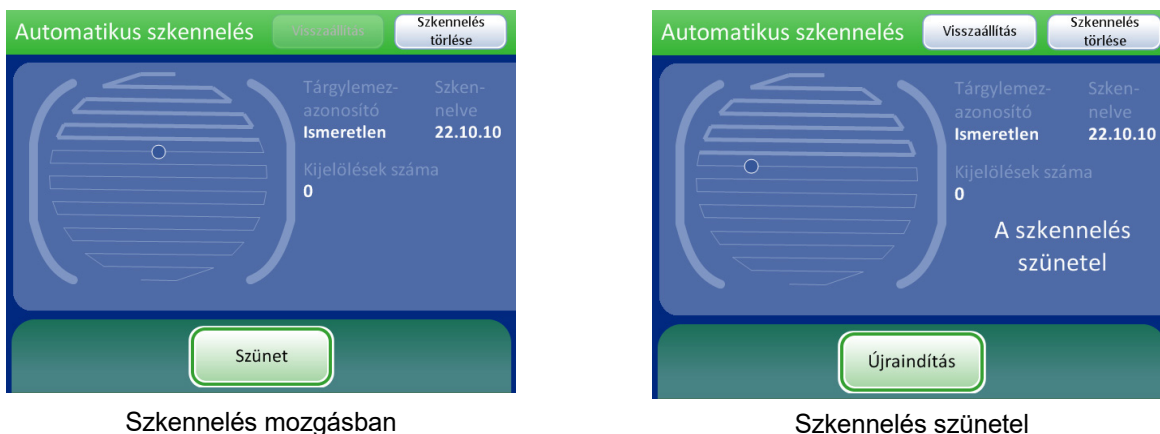 Automatikus szkennelés
Visszaállítás
Szkennelés
törlése
Tárgylemez-
azonosító
Ismeretlen
Szken-
nelve
22.10.10
Kijelölések száma
0
Szünet
Szkennelés mozgásban
Automatikus szkennelés
Visszaállítás
Szkennelés
törlése
Tárgylemez-
azonosító
Ismeretlen
Szken-
nelve
22.10.10
Kijelölések száma
0
A szkennelés
szünetel
Újraindítás
Szkennelés szünetel